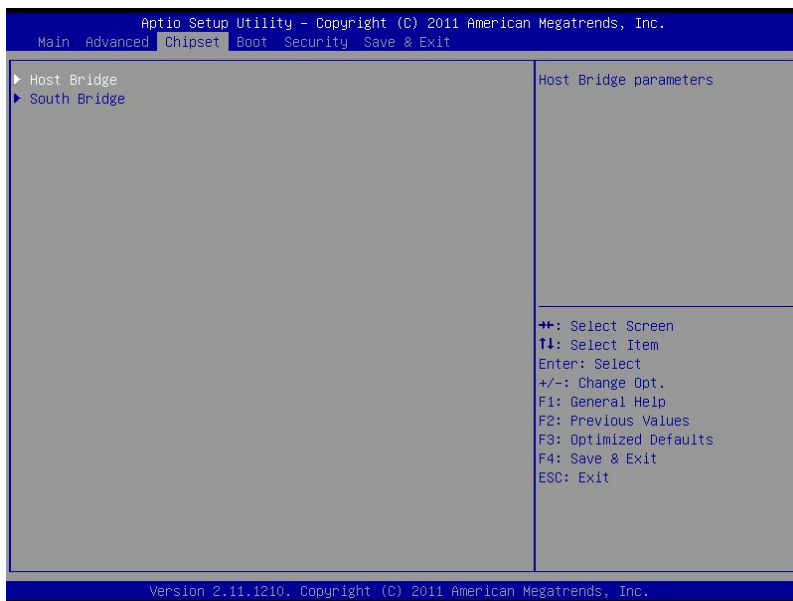 Aptio Setup Utility – Copyright (C) 2011 American Megatrends, Inc.
Main Advanced Chipset Boot Security Save & Exit
▶ Host Bridge
▶ South Bridge
Host Bridge parameters
→←: Select Screen
↑↓: Select Item
Enter: Select
+/-: Change Opt.
F1: General Help
F2: Previous Values
F3: Optimized Defaults
F4: Save & Exit
ESC: Exit
Version 2.11.1210. Copyright (C) 2011 American Megatrends, Inc.